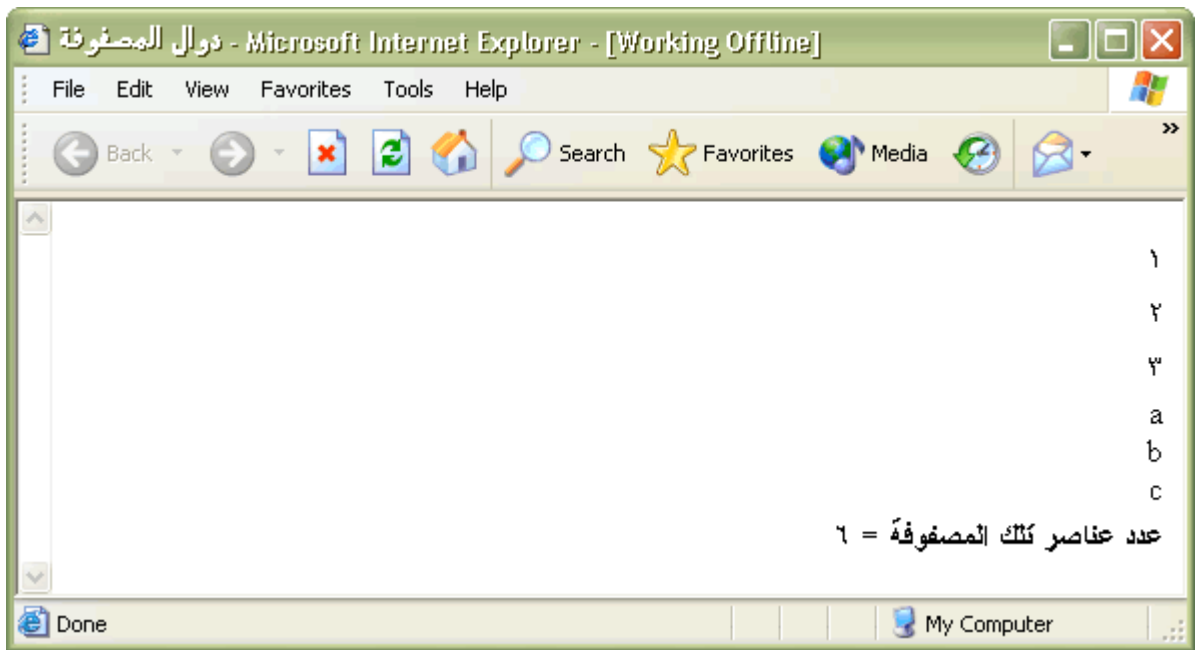 دوال المصفوفة - Microsoft Internet Explorer - [Working Offline]
File Edit View Favorites Tools Help
Back Search Favorites Media »
١
٢
٣
a
b
c
عدد عناصر تلك المصفوفة = ٦
Done My Computer